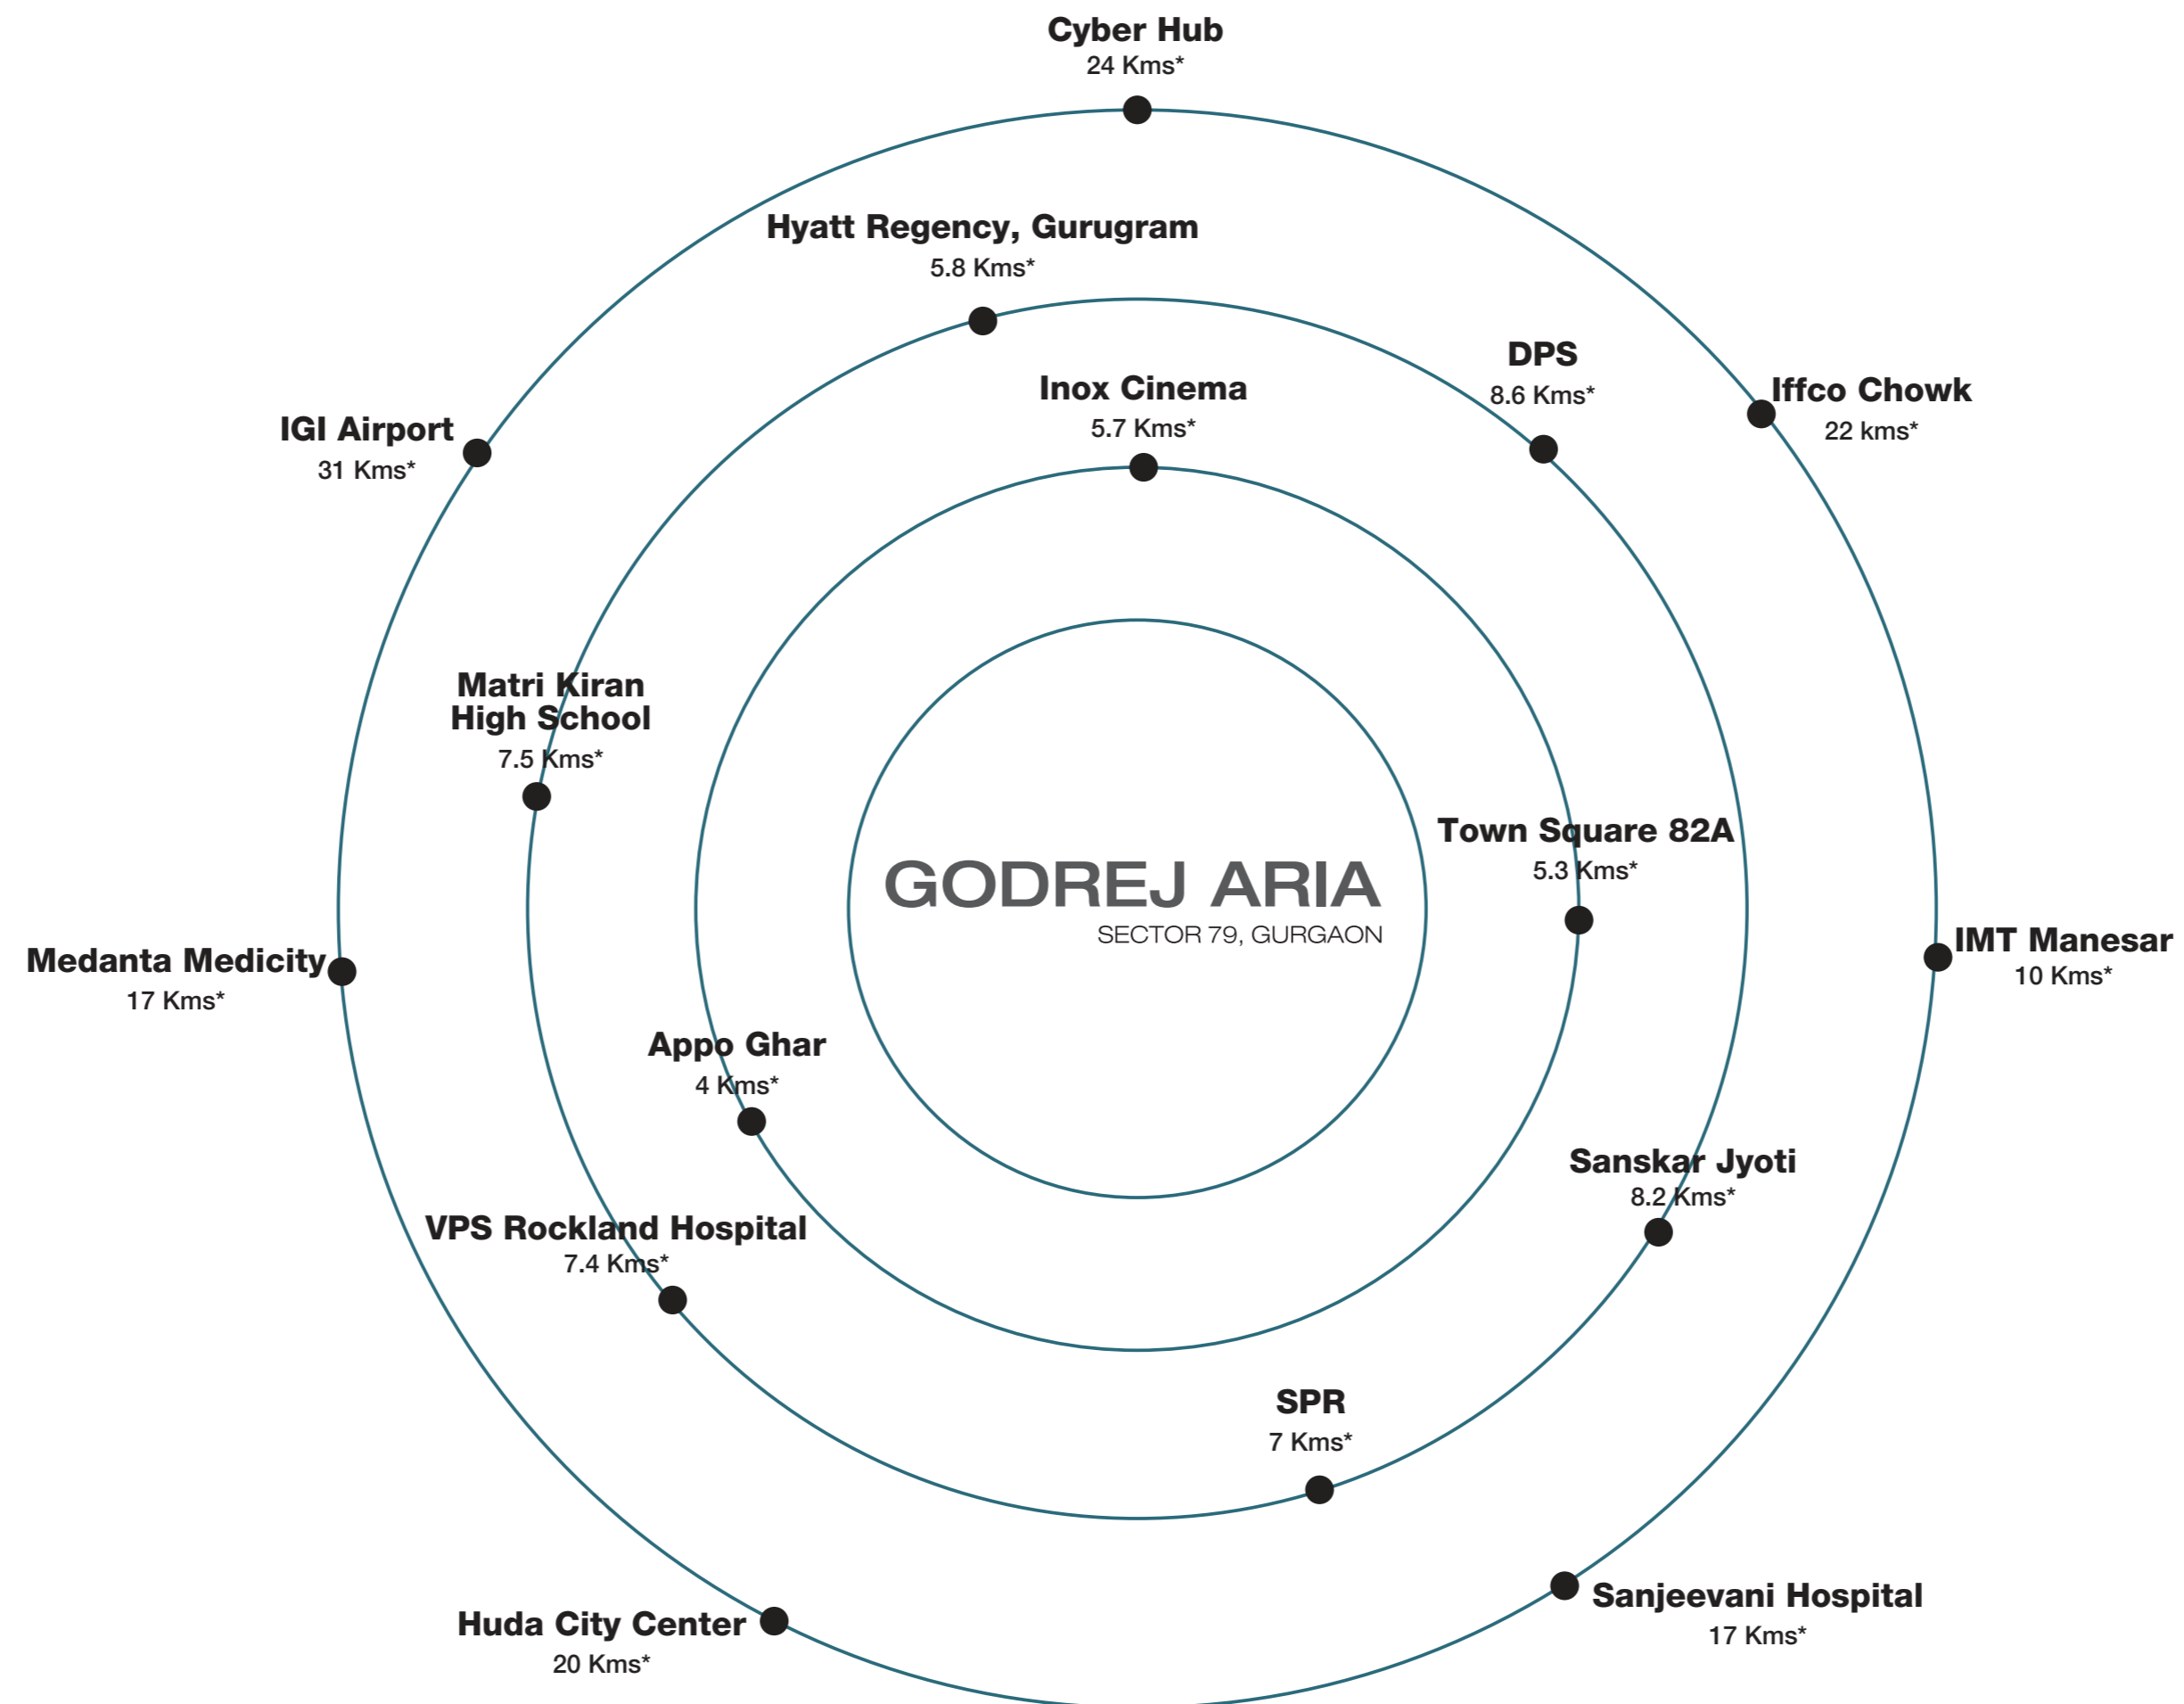 Cyber Hub
24 Kms*
Hyatt Regency, Gurugram
5.8 Kms*
DPS
8.6 Kms*
Inox Cinema
5.7 Kms*
Iffco Chowk
22 kms*
IGI Airport
31 Kms*
Matri Kiran
High School
7.5 Kms*
Town Square 82A
5.3 Kms*
GODREJ ARIA
SECTOR 79, GURGAON
IMT Manesar
10 Kms*
Medanta Medicity
17 Kms*
Appo Ghar
4 Kms*
Sanskar Jyoti
8.2 Kms*
VPS Rockland Hospital
7.4 Kms*
SPR
7 Kms*
Sanjeevani Hospital
17 Kms*
Huda City Center
20 Kms*